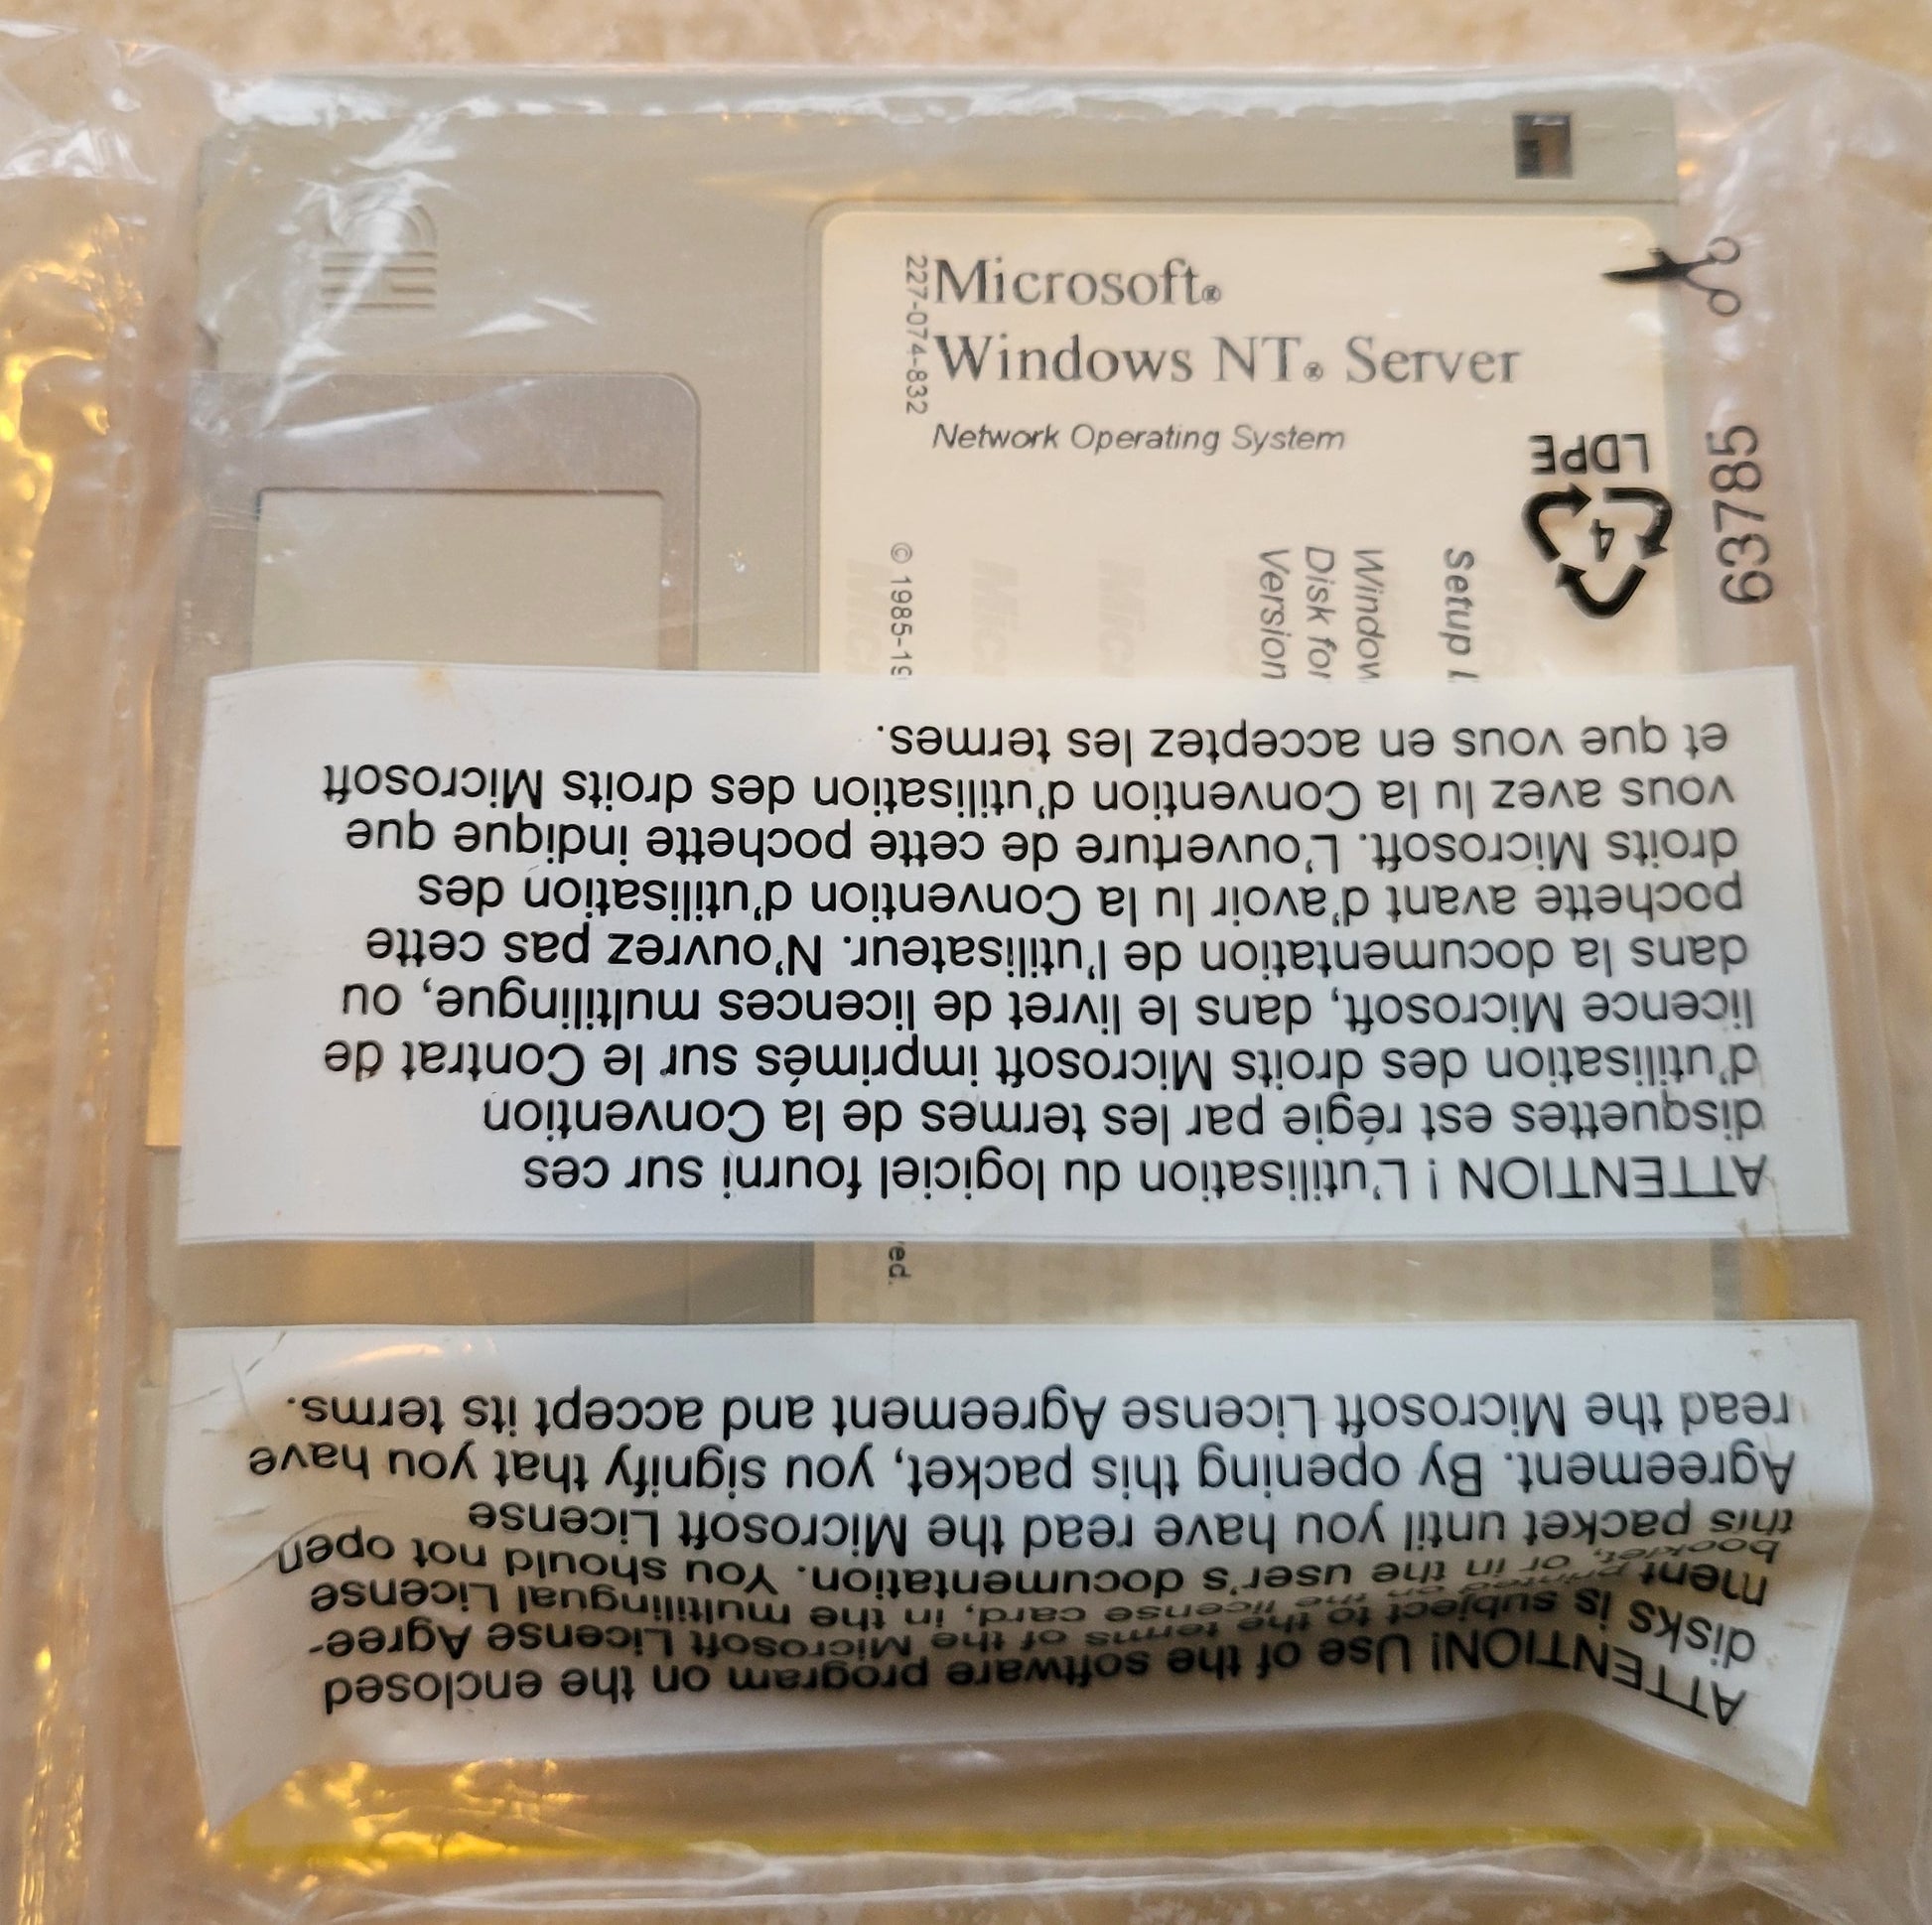 Microsoft®
Windows NT® Server
Network Operating System
227-074-832
© 1985-19
Setup
Window
Disk for
Version
ed.
LDPE
4
63785
ATTENTION ! L'utilisation du logiciel fourni sur ces
disquettes est régie par les termes de la Convention
d'utilisation des droits Microsoft imprimés sur le Contrat de
licence Microsoft, dans le livret de licences multilingue, ou
dans la documentation de l'utilisateur. N'ouvrez pas cette
pochette avant d'avoir lu la Convention d'utilisation des
droits Microsoft. L'ouverture de cette pochette indique que
vous avez lu la Convention d'utilisation des droits Microsoft
et que vous en acceptez les termes.
ATTENTION! Use of the software program on the enclosed
disks is subject to the terms of the Microsoft License Agree-
ment printed on the license card, in the multilingual License
booklet, or in the user's documentation. You should not open
this packet until you have read the Microsoft License
Agreement. By opening this packet, you signify that you have
read the Microsoft License Agreement and accept its terms.